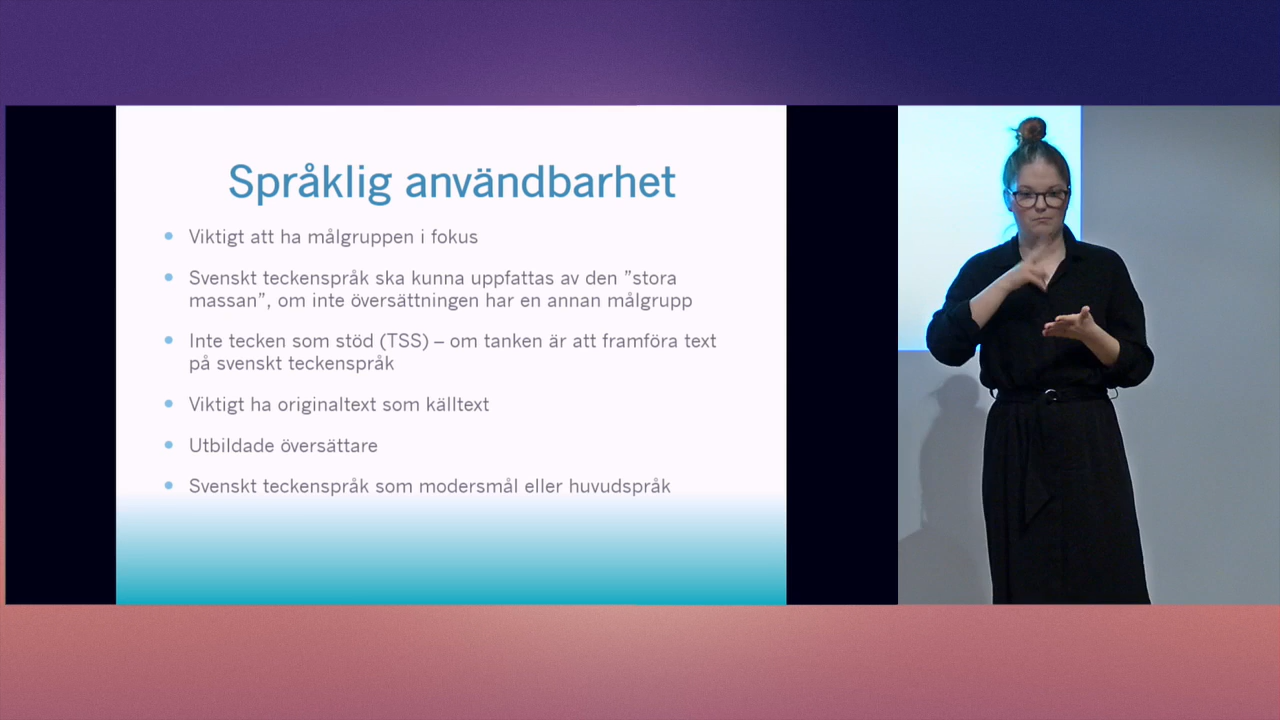 Språklig användbarhet
Viktigt att ha målgruppen i fokus
Svenskt teckenspråk ska kunna uppfattas av den ”stora
massan”, om inte översättningen har en annan målgrupp
Inte tecken som stöd (TSS) – om tanken är att framföra text
på svenskt teckenspråk
Viktigt ha originaltext som källtext
Utbildade översättare
Svenskt teckenspråk som modersmål eller huvudspråk